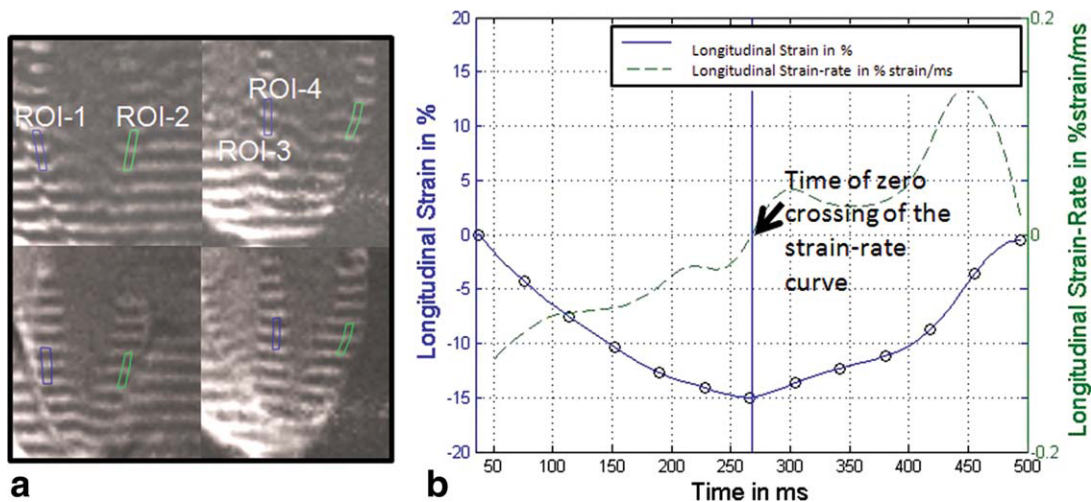 ROI-1
ROI-2
ROI-4
ROI-3
a
20
15
10
5
0
-5
-10
-15
-20
Longitudinal Strain in %
Longitudinal Strain in %
Longitudinal Strain-rate in % strain/ms
Time of zero
crossing of the
strain-rate
curve
50
100
150
200
250
300
350
400
450
500
Time in ms
0.2
0
-0.2
Longitudinal Strain-Rate in %strain/ms
b